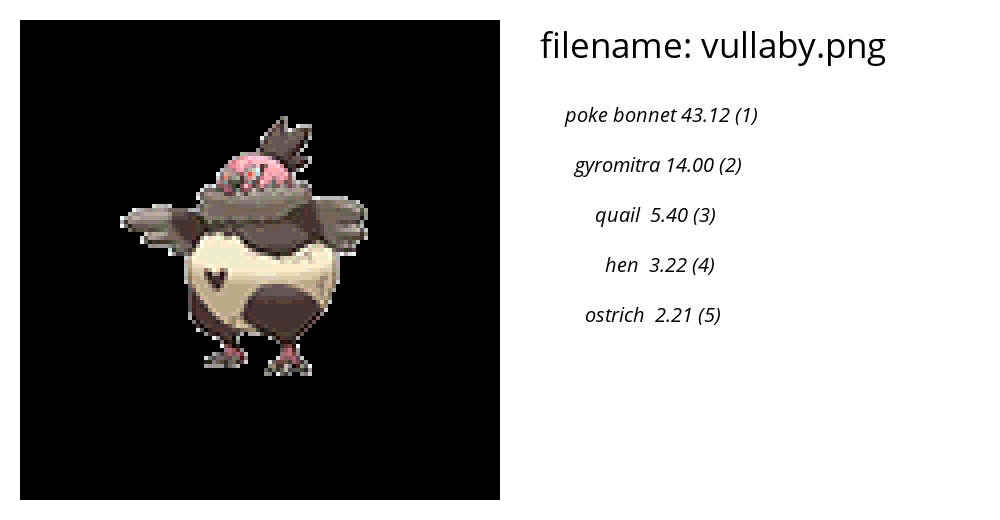 filename: vullaby.png
poke bonnet 43.12 (1)
gyromitra 14.00 (2)
quail 5.40 (3)
hen 3.22 (4)
ostrich 2.21 (5)